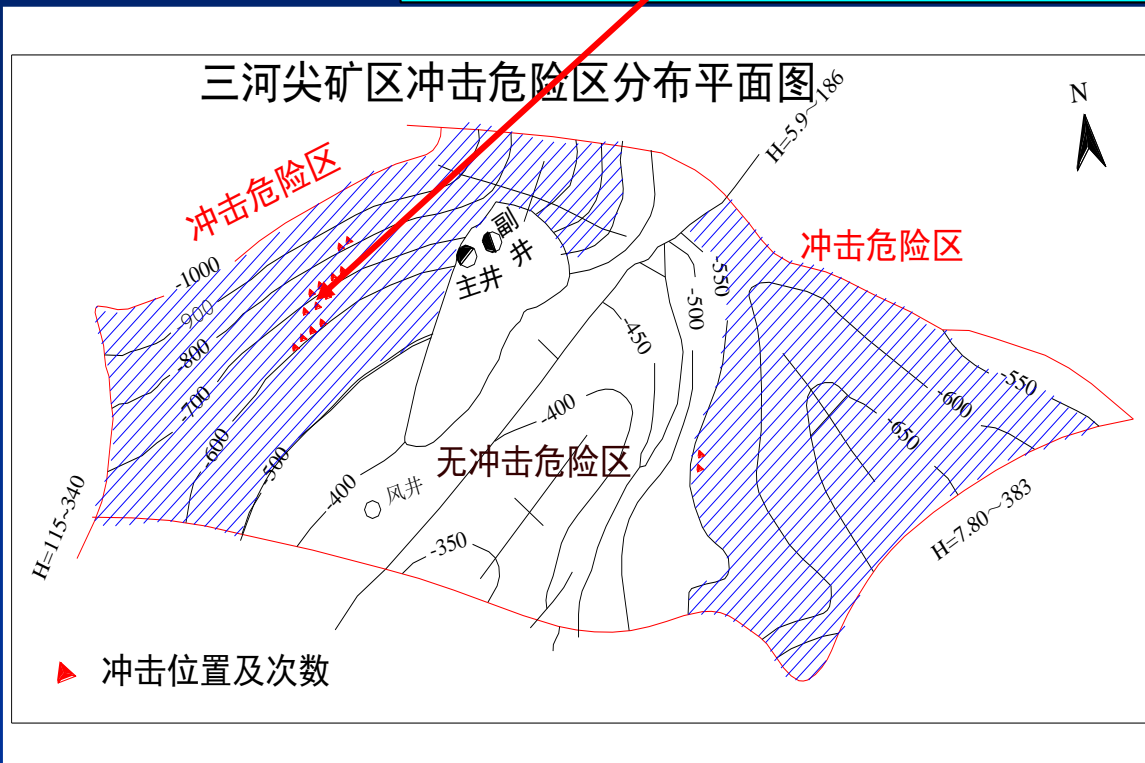 三河尖矿区冲击危险区分布平面图
N
H=5.9～186
冲击危险区
冲击危险区
副井
主井
-1000
-900
-800
-700
-600
-500
-400
-350
-400
-450
-500
-550
-550
-600
-650
无冲击危险区
风井
H=115~340
H=7.80～383
冲击位置及次数